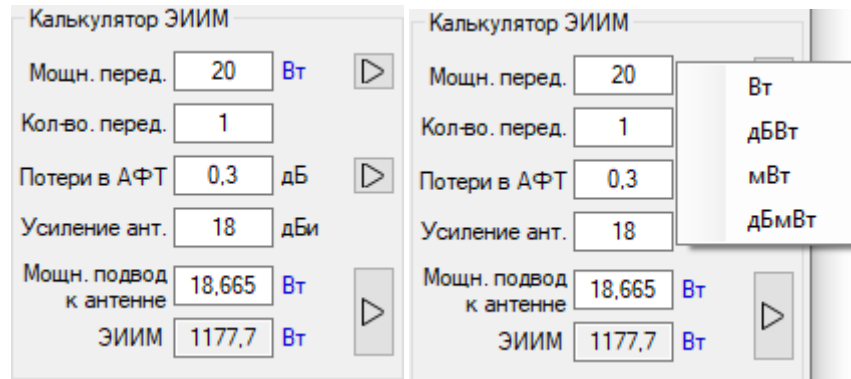 Калькулятор ЭИИМ
Мощн. перед. 20 Вт
Кол-во. перед. 1
Потери в АФТ 0,3 дБ
Усиление ант. 18 дБи
Мощн. подвод
к антенне 18,665 Вт
ЭИИМ 1177,7 Вт
Калькулятор ЭИИМ
Мощн. перед. 20
Кол-во. перед. 1
Потери в АФТ 0,3
Усиление ант. 18
Мощн. подвод
к антенне 18,665 Вт
ЭИИМ 1177,7 Вт
Вт
дБВт
мВт
дБмВт